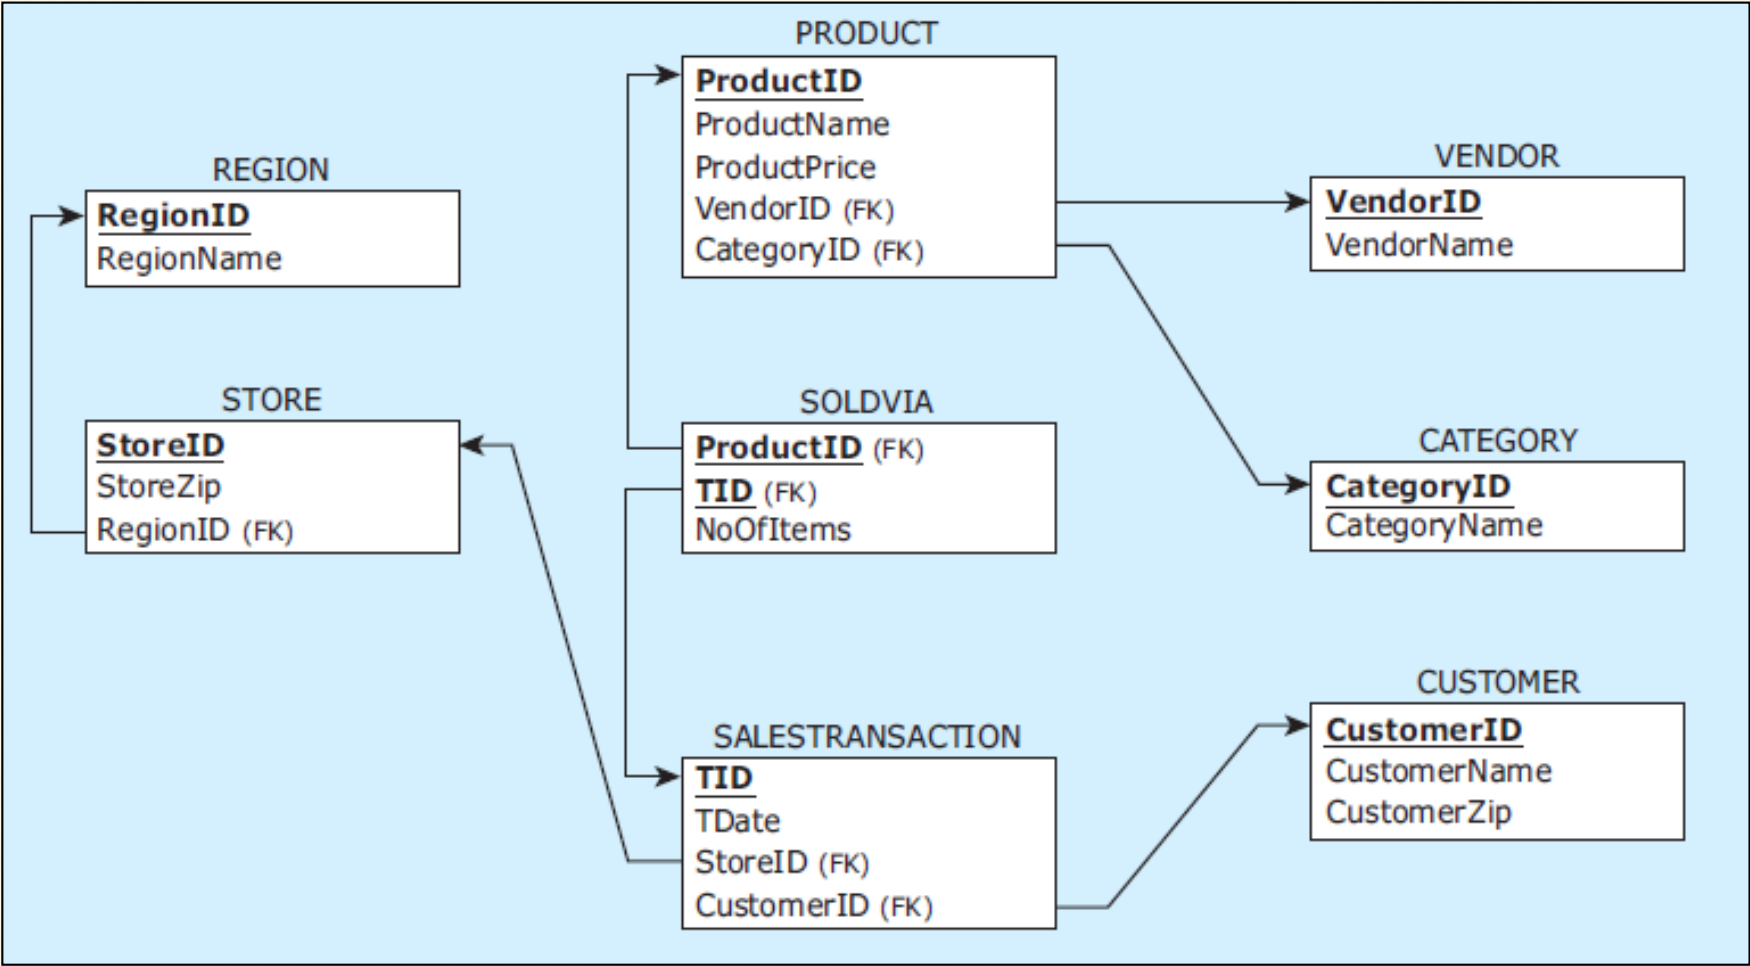 PRODUCT
ProductID
ProductName
ProductPrice
VendorID (FK)
CategoryID (FK)
REGION
RegionID
RegionName
VENDOR
VendorID
VendorName
STORE
StoreID
StoreZip
RegionID (FK)
SOLDVIA
ProductID (FK)
TID (FK)
NoOfItems
CATEGORY
CategoryID
CategoryName
SALESTRANSACTION
TID
TDate
StoreID (FK)
CustomerID (FK)
CUSTOMER
CustomerID
CustomerName
CustomerZip